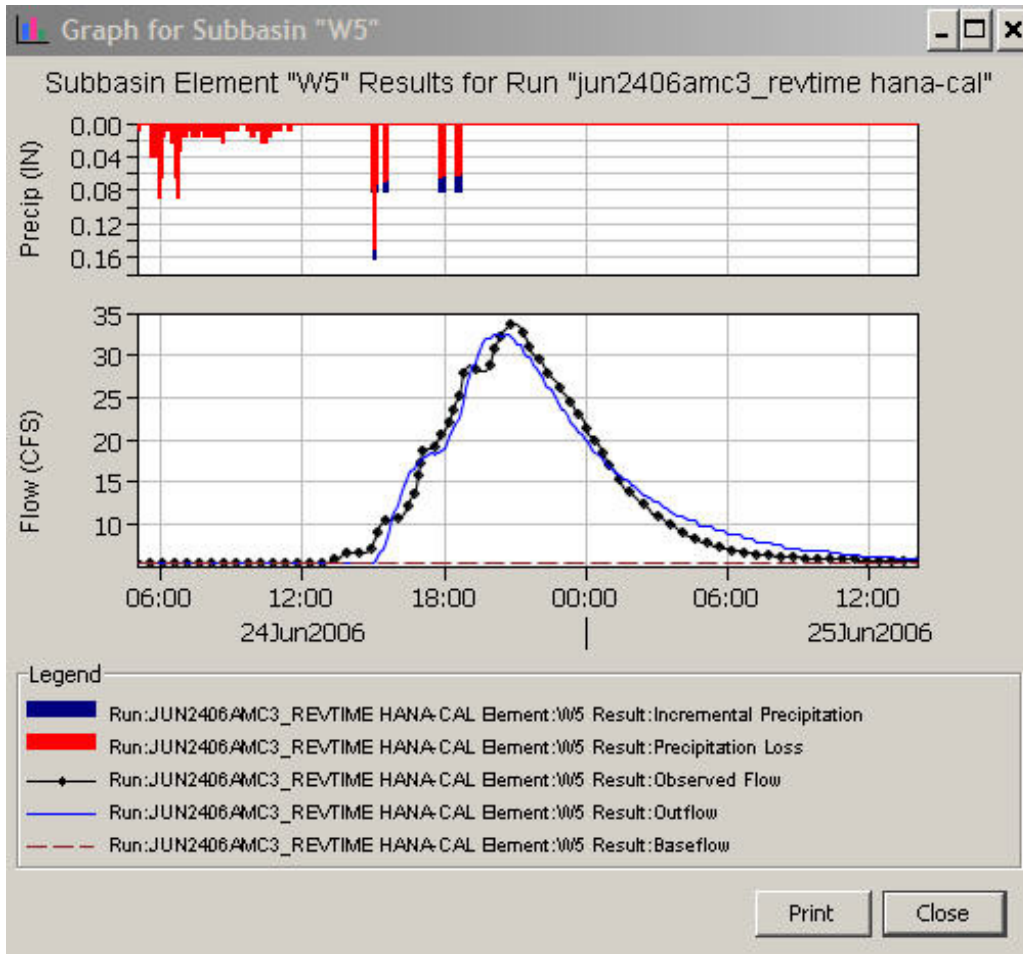 Graph for Subbasin "W5"
Subbasin Element "W5" Results for Run "jun2406amc3_revtime hana-cal"
Precip (IN)
0.00
0.04
0.08
0.12
0.16
Flow (CFS)
35
30
25
20
15
10
06:00 12:00 18:00 00:00 06:00 12:00
24Jun2006 25Jun2006
Legend
Run:JUN2406AMC3_REVTIME HANA-CAL Element:W5 Result:Incremental Precipitation
Run:JUN2406AMC3_REVTIME HANA-CAL Element:W5 Result:Precipitation Loss
Run:JUN2406AMC3_REVTIME HANA-CAL Element:W5 Result:Observed Flow
Run:JUN2406AMC3_REVTIME HANA-CAL Element:W5 Result:Outflow
Run:JUN2406AMC3_REVTIME HANA-CAL Element:W5 Result:Baseflow
Print Close